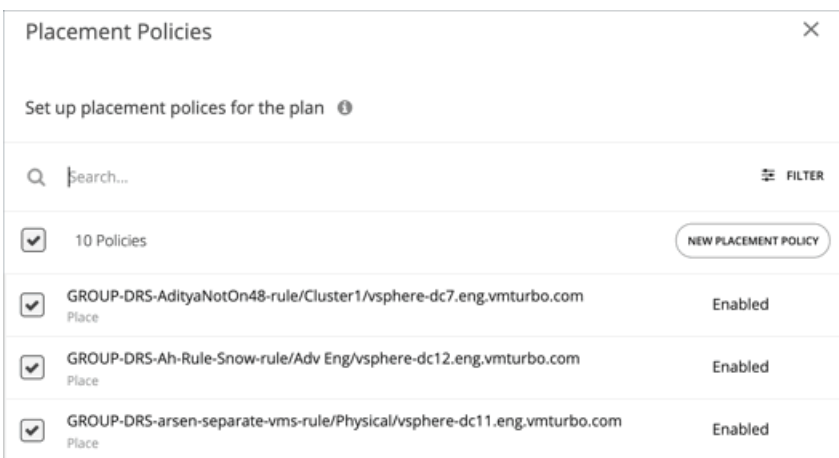 Placement Policies
Set up placement polices for the plan
Search...
FILTER
10 Policies
NEW PLACEMENT POLICY
GROUP-DRS-AdityaNotOn48-rule/Cluster1/vsphere-dc7.eng.vmturbo.com
Enabled
Place
GROUP-DRS-Ah-Rule-Snow-rule/Adv Eng/vsphere-dc12.eng.vmturbo.com
Enabled
Place
GROUP-DRS-arsen-separate-vms-rule/Physical/vsphere-dc11.eng.vmturbo.com
Enabled
Place